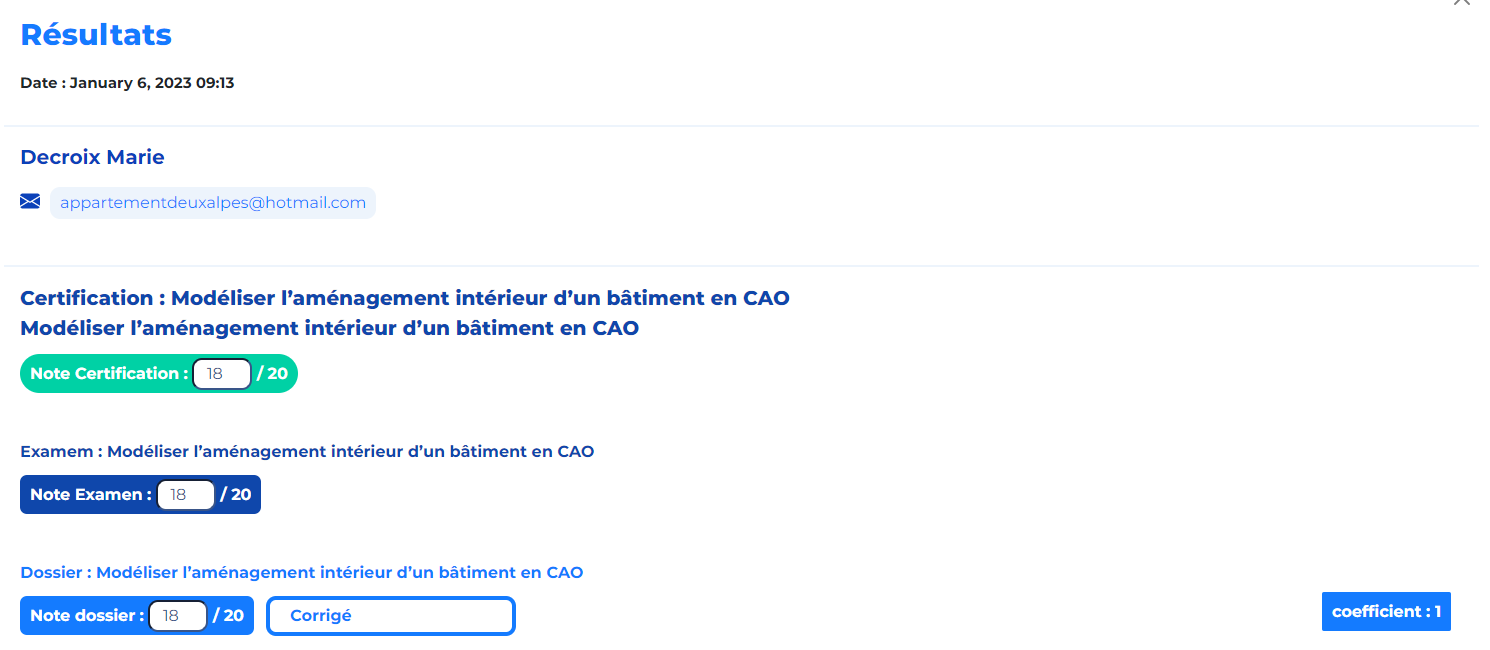 Résultats
Date : January 6, 2023 09:13
Decroix Marie
appartementdeuxalpes@hotmail.com
Certification : Modéliser l’aménagement intérieur d’un bâtiment en CAO
Modéliser l’aménagement intérieur d’un bâtiment en CAO
Note Certification : 18 / 20
Examem : Modéliser l’aménagement intérieur d’un bâtiment en CAO
Note Examen : 18 / 20
Dossier : Modéliser l’aménagement intérieur d’un bâtiment en CAO
Note dossier : 18 / 20 Corrigé coefficient : 1